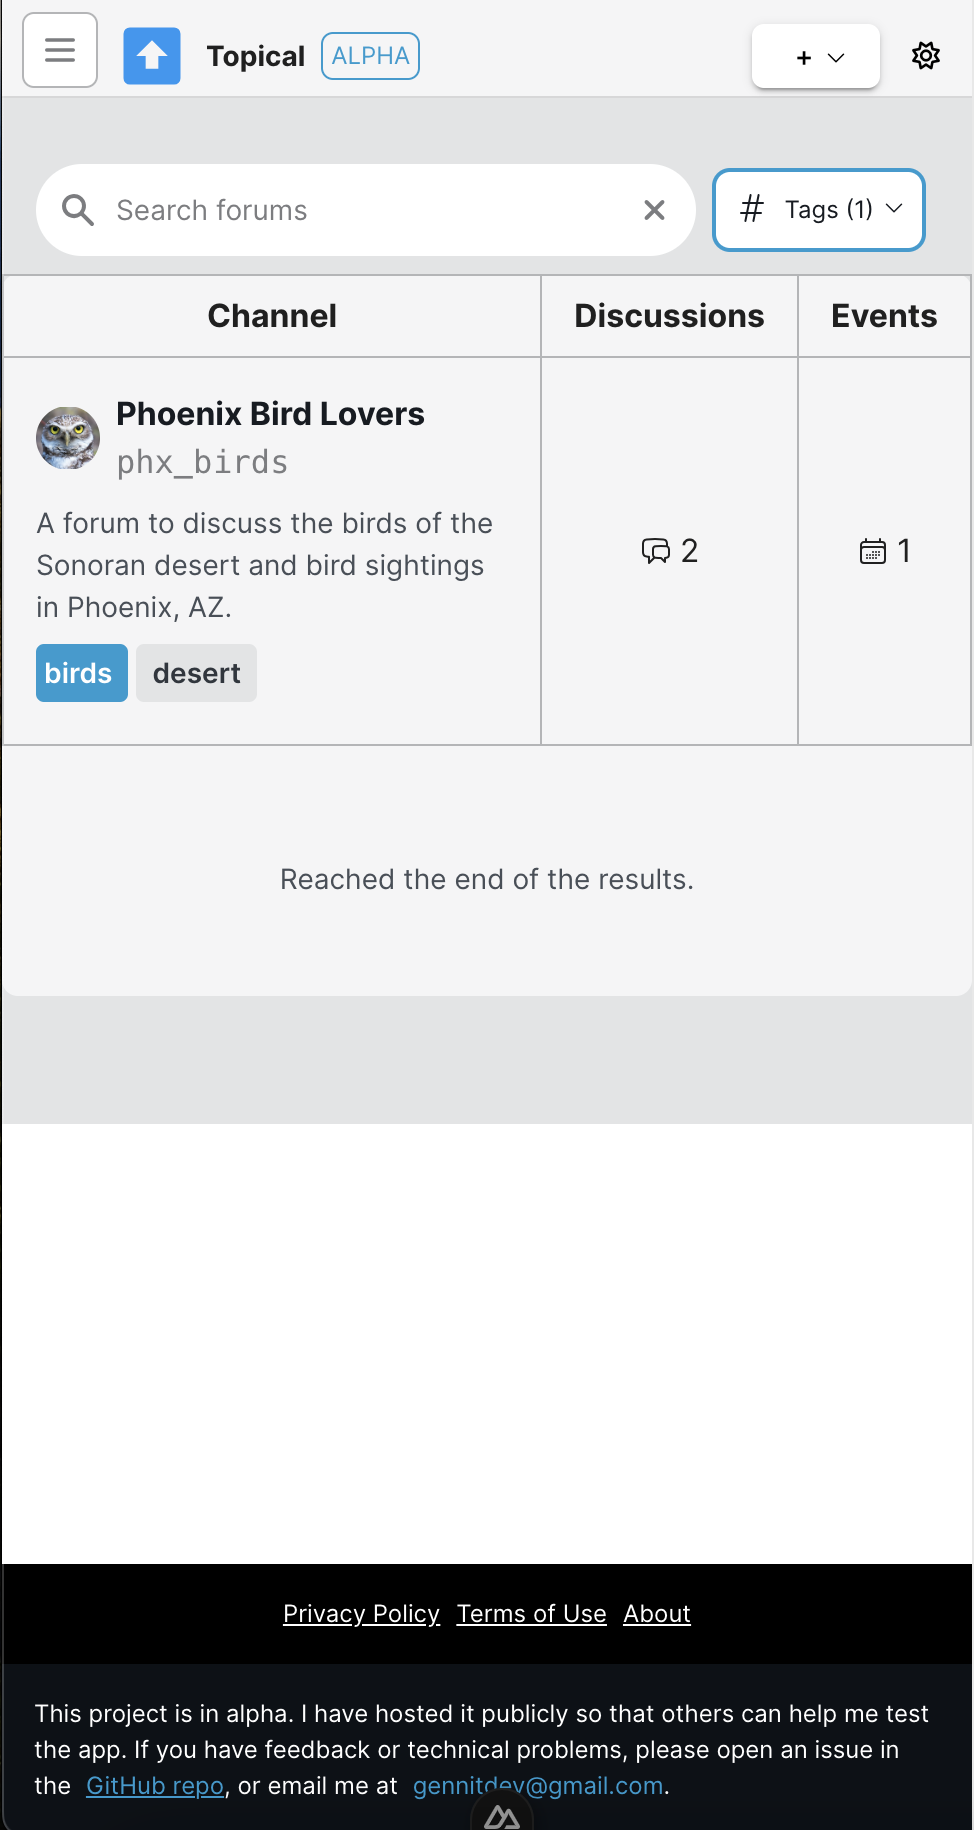 Topical ALPHA +
Search forums
# Tags (1)
Channel Discussions Events
Phoenix Bird Lovers
phx_birds
A forum to discuss the birds of the
Sonoran desert and bird sightings
in Phoenix, AZ.
2
1
birds desert
Reached the end of the results.
Privacy Policy Terms of Use About
This project is in alpha. I have hosted it publicly so that others can help me test
the app. If you have feedback or technical problems, please open an issue in
the GitHub repo, or email me at gennitdev@gmail.com.